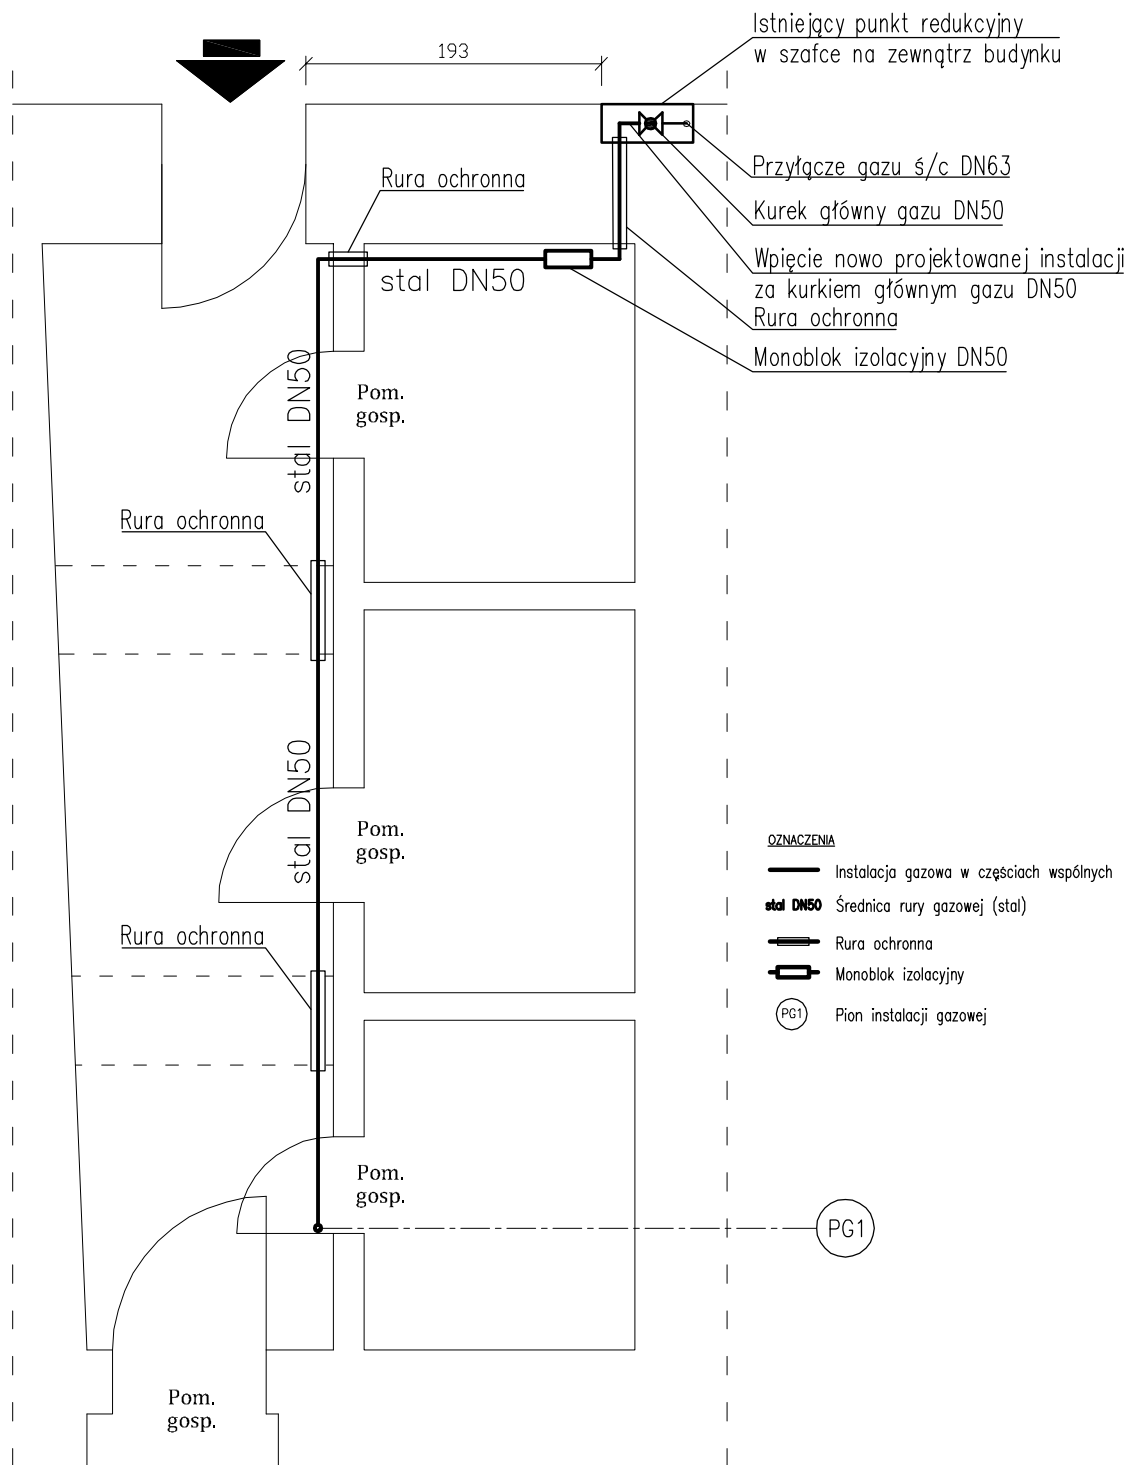 193
Istniejący punkt redukcyjny
w szafce na zewnątrz budynku
Przyłącze gazu ś/c DN63
Rura ochronna
Kurek główny gazu DN50
Wpięcie nowo projektowanej instalacji
za kurkiem głównym gazu DN50
Rura ochronna
Monoblok izolacyjny DN50
stal DN50
stal DN50
Pom.
gosp.
Rura ochronna
stal DN50
Pom.
gosp.
Rura ochronna
Pom.
gosp.
PG1
Pom.
gosp.
OZNACZENIA
Instalacja gazowa w częściach wspólnych
stal DN50 Średnica rury gazowej (stal)
Rura ochronna
Monoblok izolacyjny
PG1 Pion instalacji gazowej